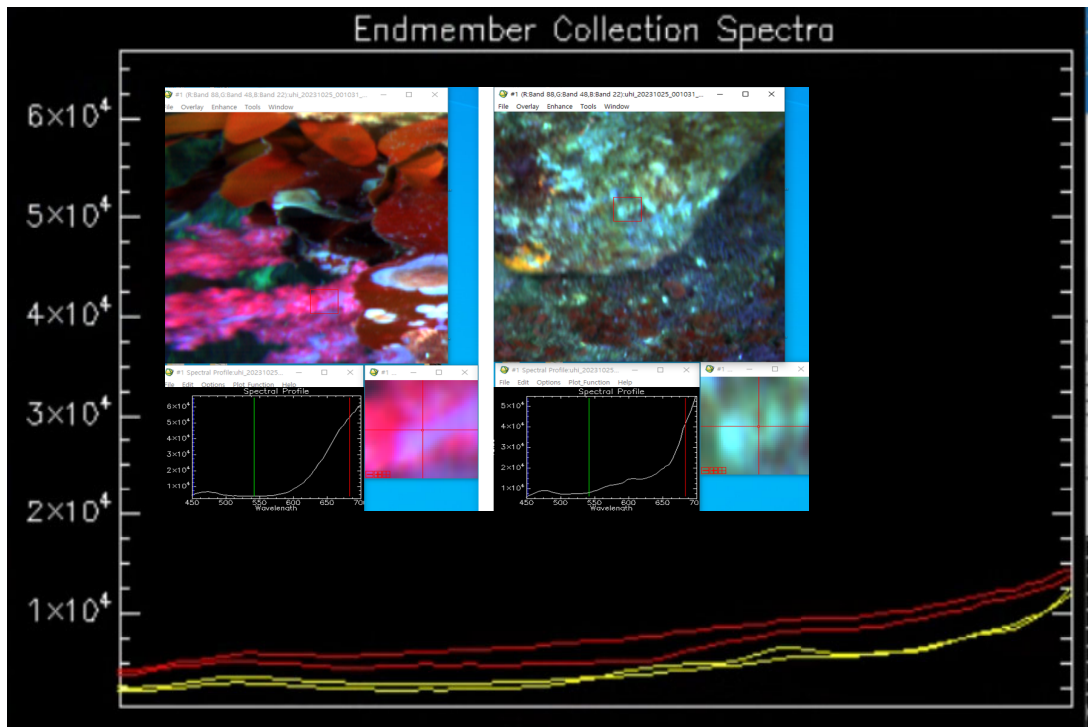 Endmember Collection Spectra
6×10⁴
5×10⁴
4×10⁴
3×10⁴
2×10⁴
1×10⁴
#1 (R:Band 88,G:Band 48,B:Band 22):uhi_20231025_001031_...
File Overlay Enhance Tools Window
#1 Spectral Profile:uhi_20231025...
File Edit Options Plot_Function Help
Spectral Profile
6×10⁴
5×10⁴
4×10⁴
3×10⁴
2×10⁴
1×10⁴
450 500 550 600 650 700
Wavelength
#1 ...
#1 (R:Band 88,G:Band 48,B:Band 22):uhi_20231025_001031_...
File Overlay Enhance Tools Window
#1 Spectral Profile:uhi_20231025...
File Edit Options Plot_Function Help
Spectral Profile
5×10⁴
4×10⁴
3×10⁴
2×10⁴
1×10⁴
450 500 550 600 650 700
Wavelength
#1 ...